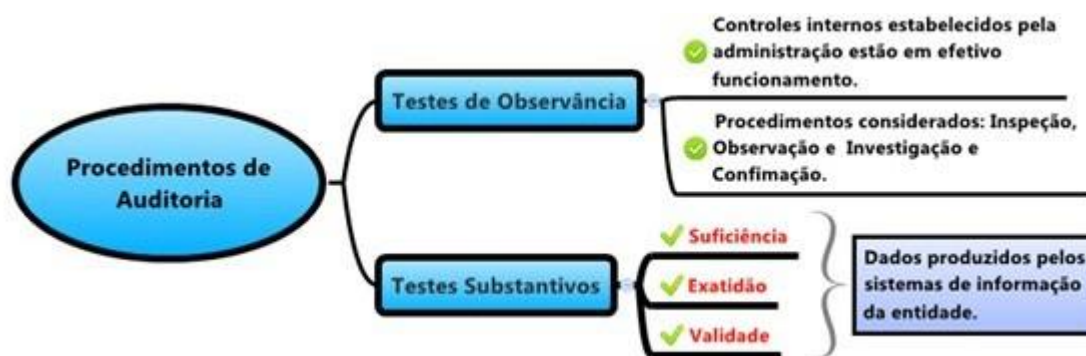 Procedimentos de
Auditoria
Testes de Observância
Controles internos estabelecidos pela
administração estão em efetivo
funcionamento.
Procedimentos considerados: Inspeção,
Observação e Investigação e
Confimação.
Testes Substantivos
Suficiência
Exatidão
Validade
Dados produzidos pelos
sistemas de informação
da entidade.